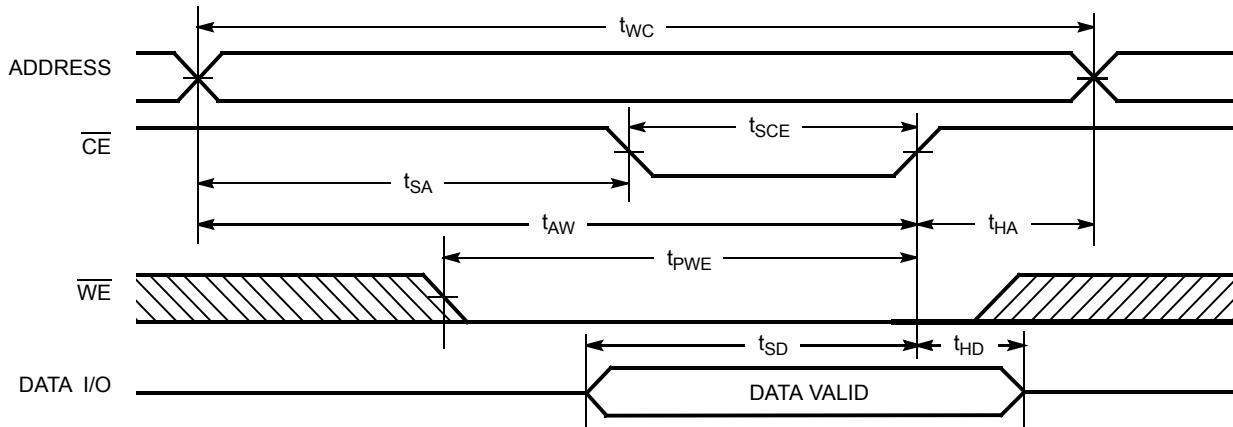 tWC
ADDRESS
CE
tSCE
tSA
tAW
tHA
tPWE
WE
tSD
tHD
DATA I/O
DATA VALID